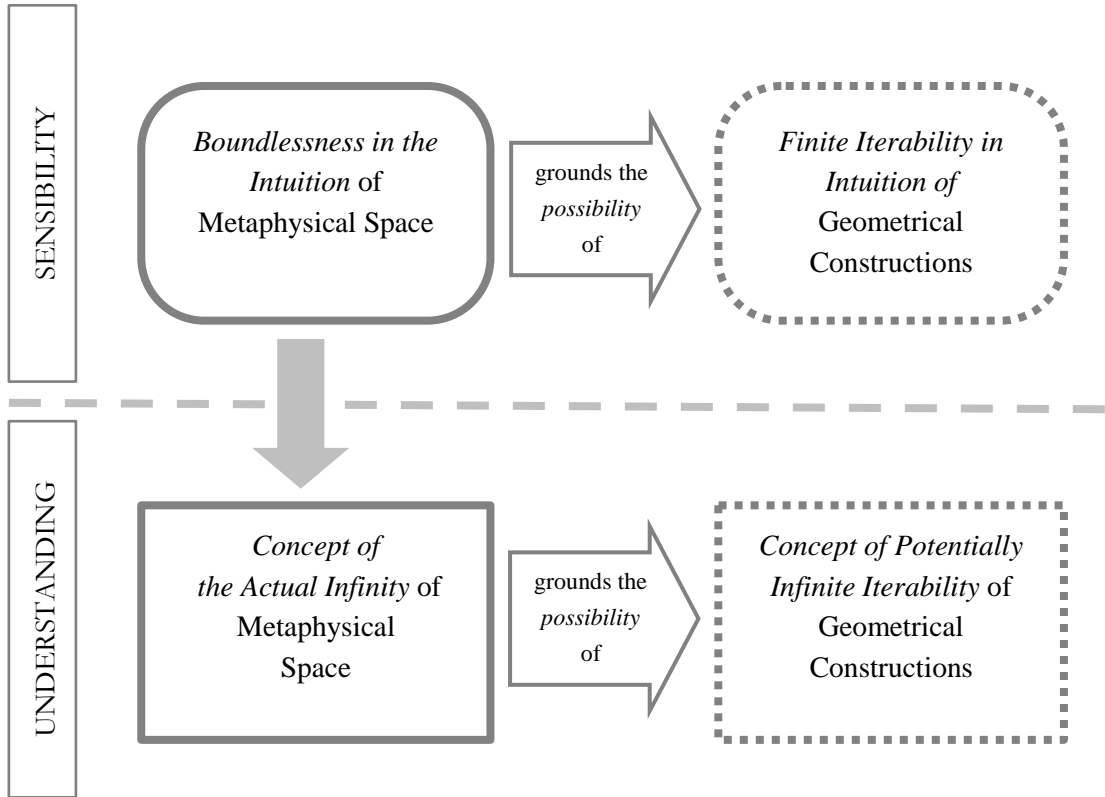 SENSIBILITY
Boundlessness in the
Intuition of
Metaphysical Space
grounds the
possibility
of
Finite Iterability in
Intuition of
Geometrical
Constructions
UNDERSTANDING
Concept of
the Actual Infinity of
Metaphysical
Space
grounds the
possibility
of
Concept of Potentially
Infinite Iterability of
Geometrical
Constructions